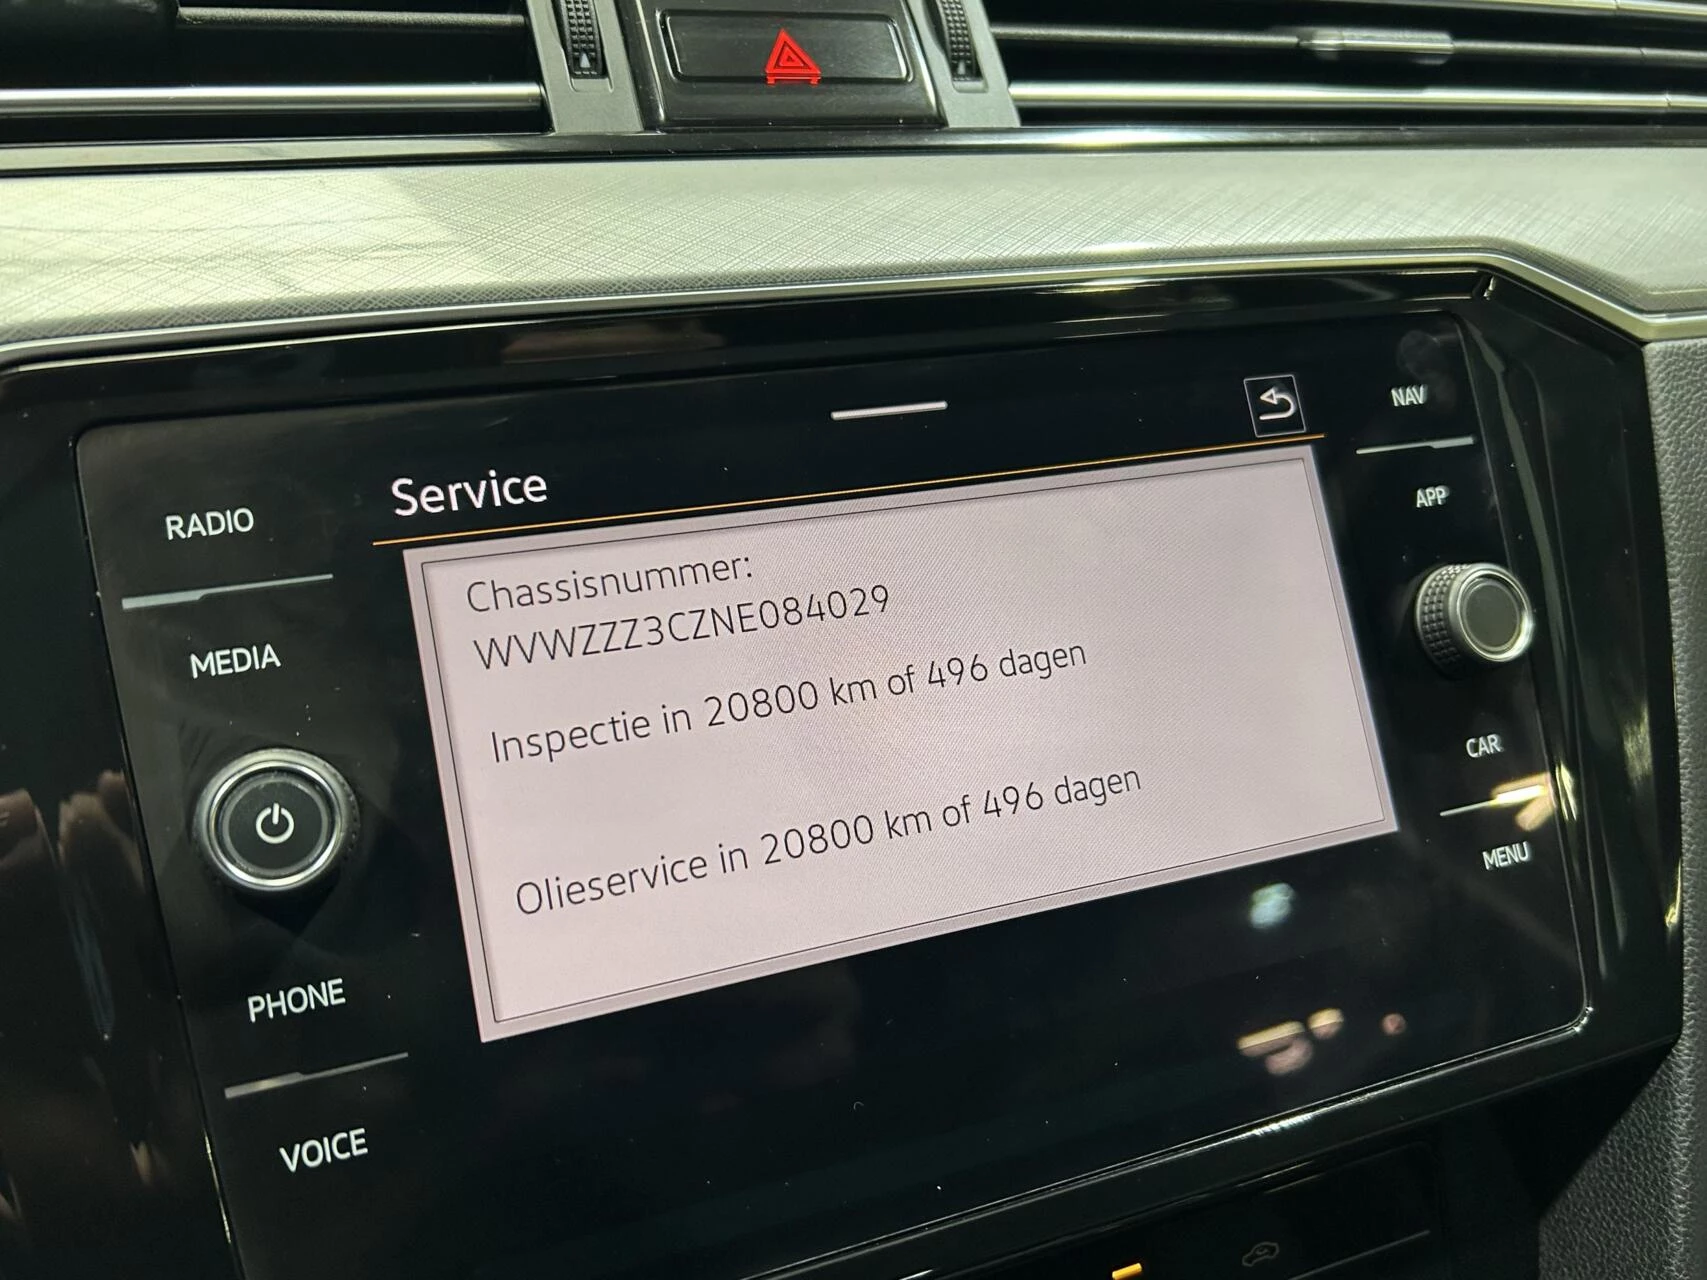 NAV
Service
APP
RADIO
Chassisnummer:
WVWZZZ3CZNE084029
MEDIA
Inspectie in 20800 km of 496 dagen
CAR
Olieservice in 20800 km of 496 dagen
MENU
PHONE
VOICE